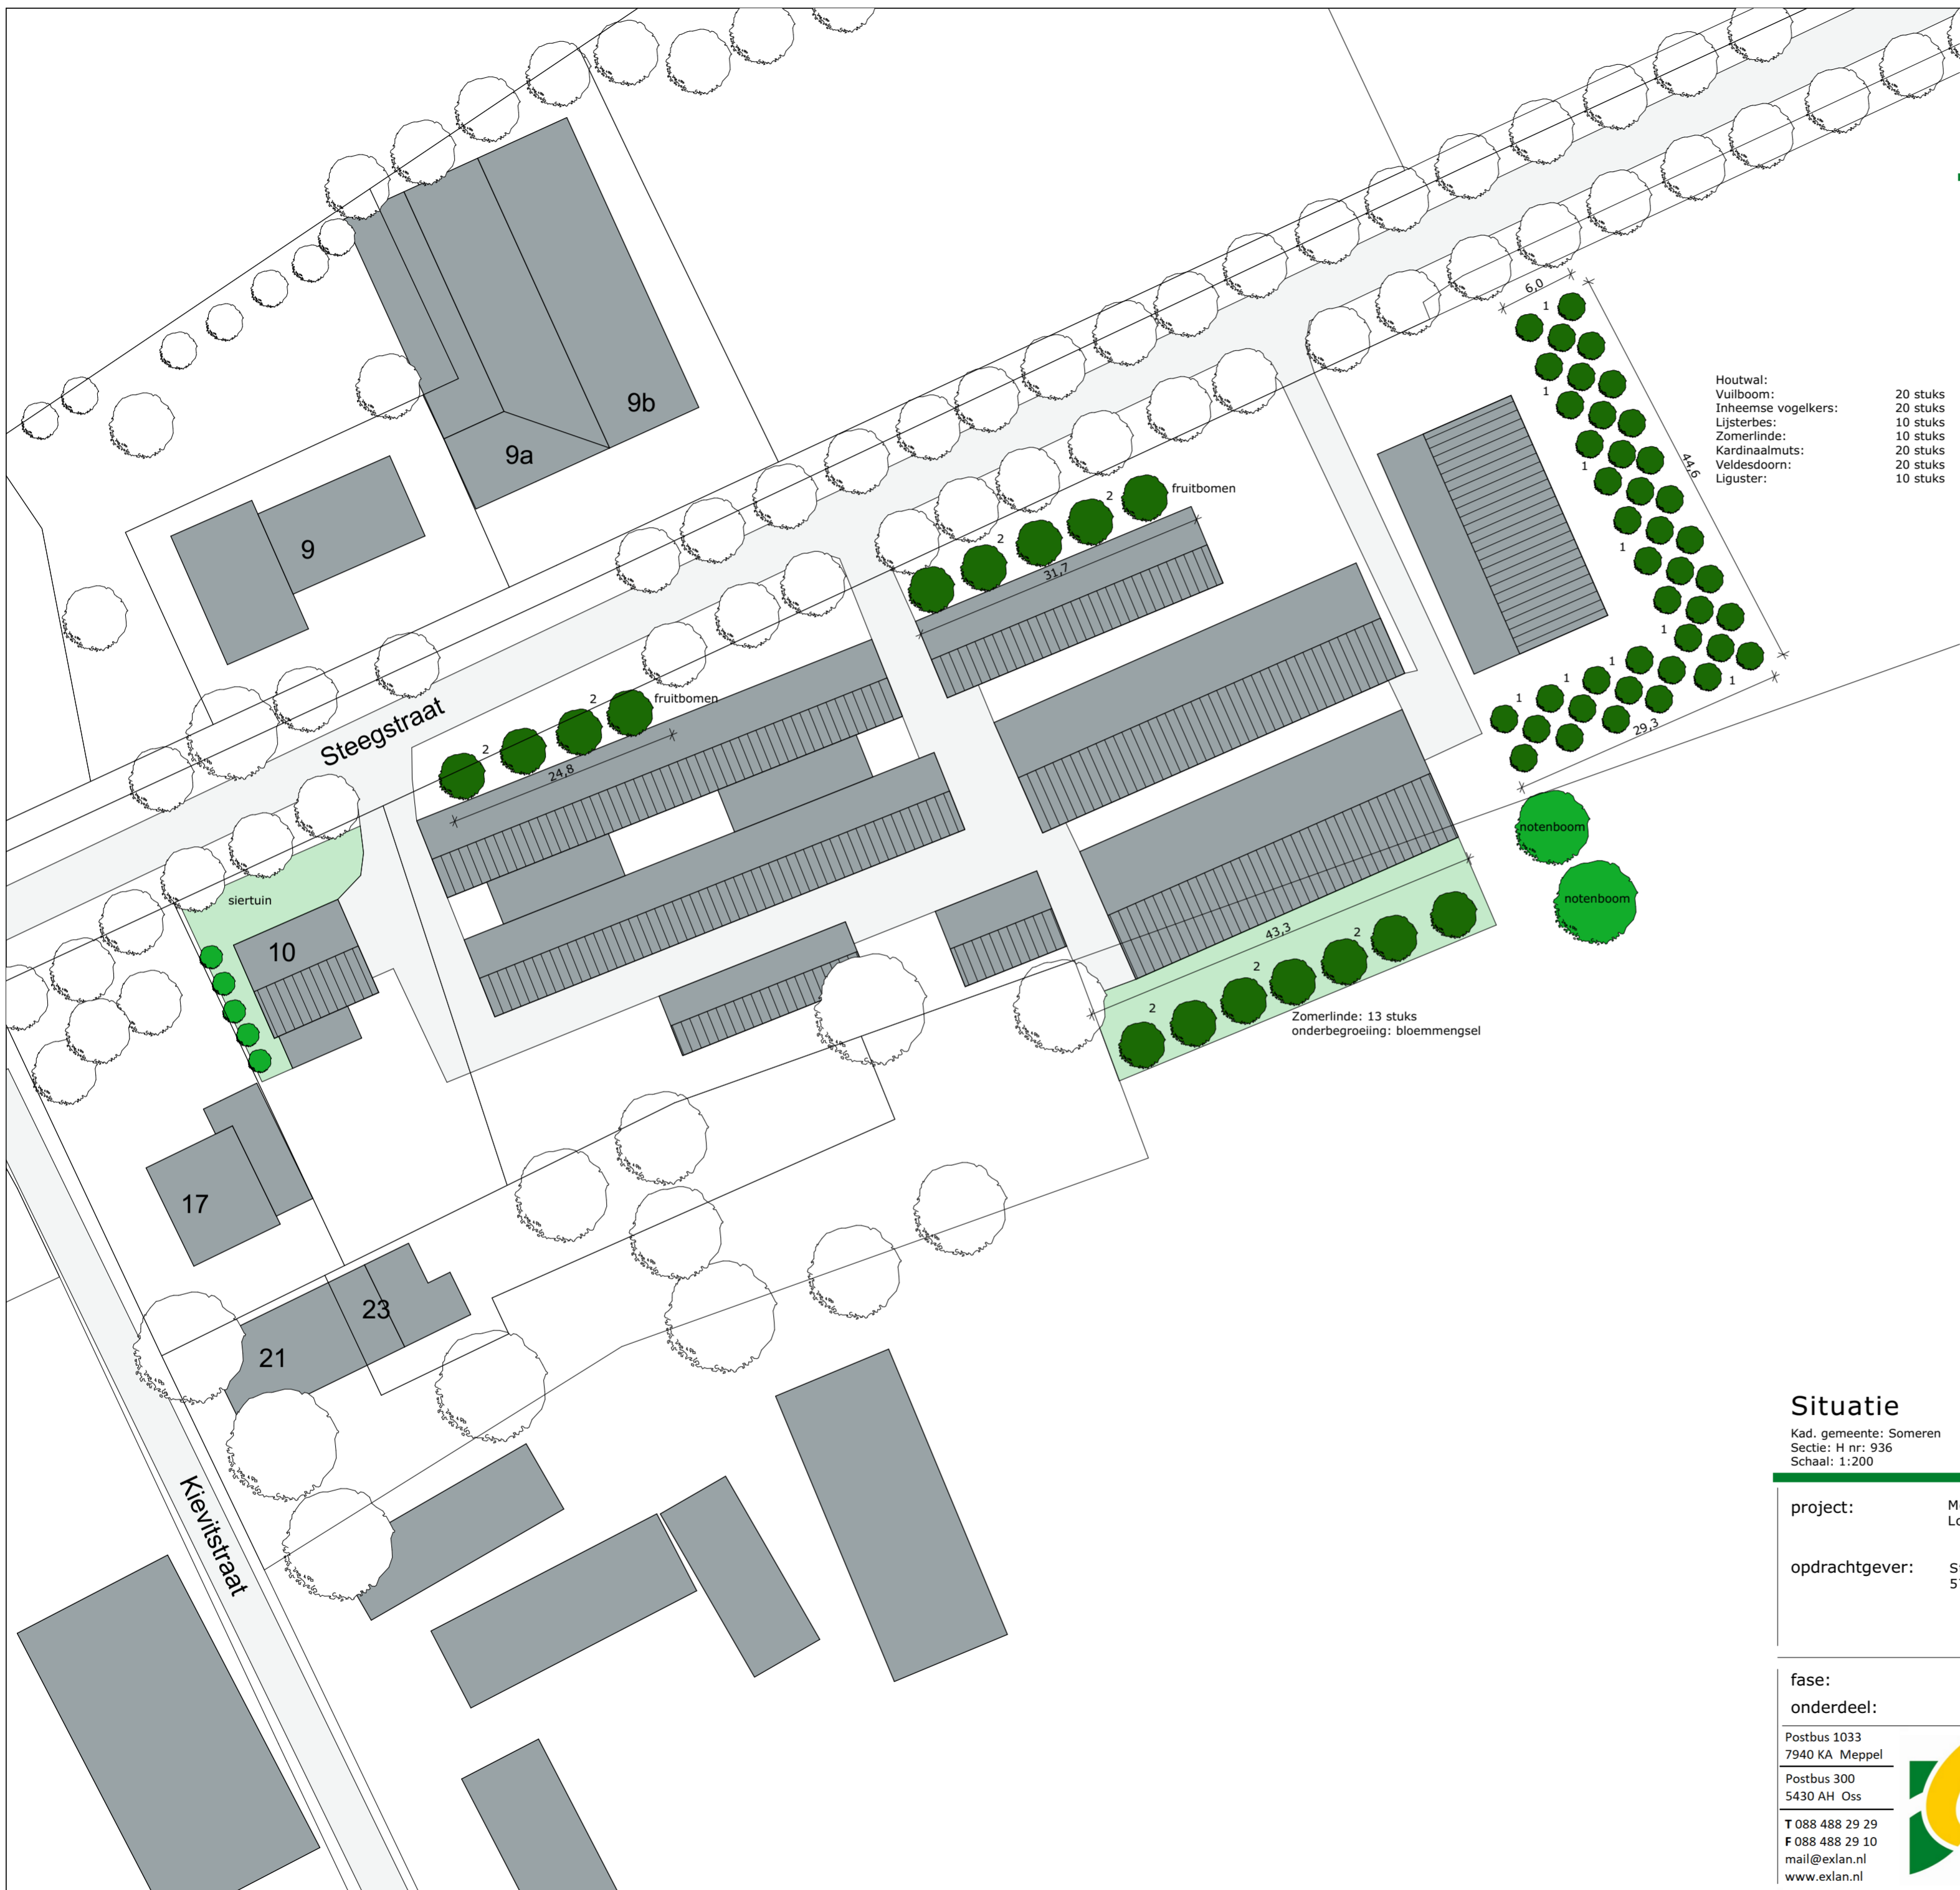 9b
9a
9
6,0
1
1
44,6
1
1
1
1
1
1
1
29,3
Houtwal:
Vuilboom: 20 stuks
Inheemse vogelkers: 20 stuks
Lijsterbes: 10 stuks
Zomerlinde: 10 stuks
Kardinaalmuts: 20 stuks
Veldesdoorn: 20 stuks
Liguster: 10 stuks
2
fruitbomen
2
31,7
Steegstraat
2
fruitbomen
2
24,8
notenboom
notenboom
siertuin
10
43,3
2
2
2
Zomerlinde: 13 stuks
onderbegroeiing: bloemmengsel
17
23
21
Kievitstraat
Situatie
Kad. gemeente: Someren
Sectie: H nr: 936
Schaal: 1:200
project:
opdrachtgever:
fase:
onderdeel:
Postbus 1033
7940 KA Meppel
Postbus 300
5430 AH Oss
T 088 488 29 29
F 088 488 29 10
mail@exlan.nl
www.exlan.nl